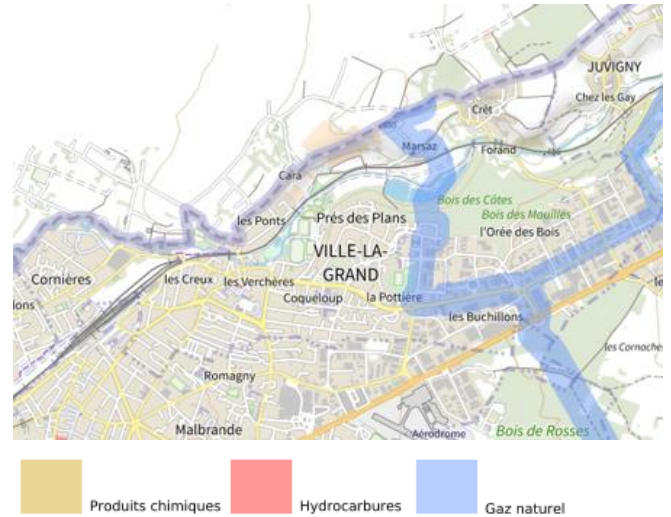 JUVIGNY
Chez les Gay
Crêt
Marsaz
Forand
Cara
Bois des Côtes
Bois des Mouilles
les Ponts
Prés des Plans
l'Orée des Bois
VILLE-LA-
GRAND
Cornières
les Creux
les Verchères
Coqueloup
la Pottière
les Buchillons
les Cornaches
Romagny
Malbrande
Aérodrome
Bois de Rosses
Produits chimiques
Hydrocarbures
Gaz naturel